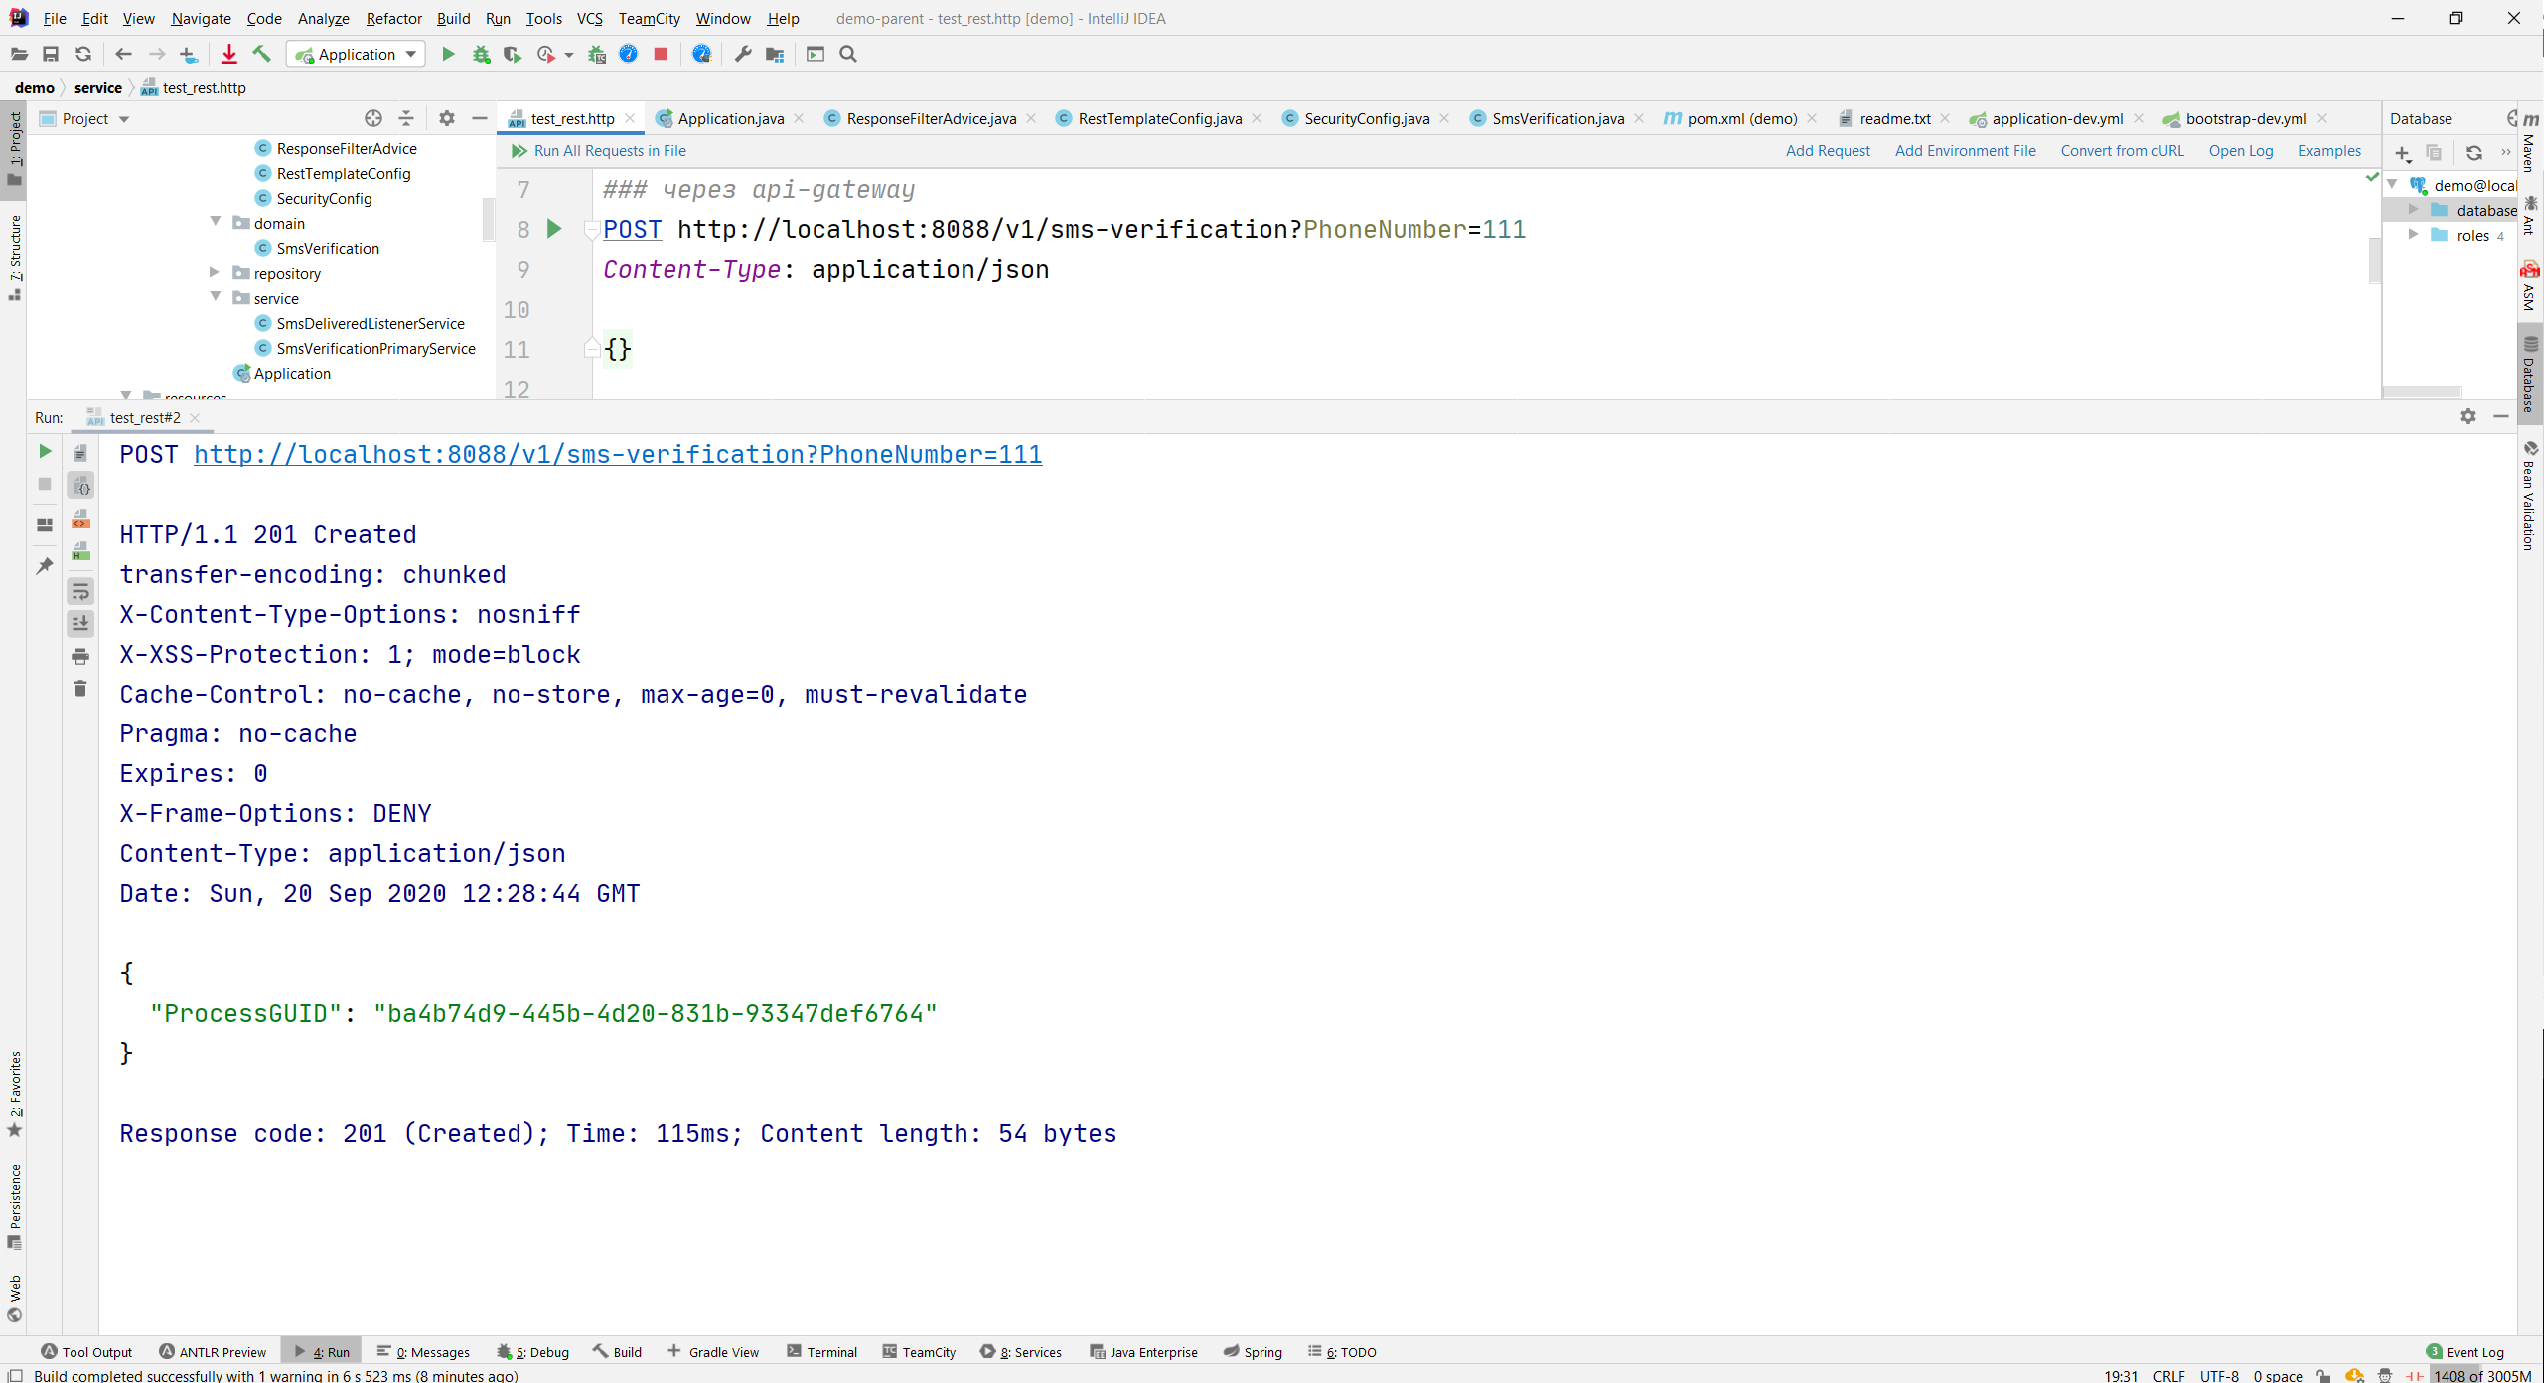 File Edit View Navigate Code Analyze Refactor Build Run Tools VCS TeamCity Window Help demo-parent - test_rest.http [demo] - IntelliJ IDEA
Application
demo service test_rest.http
Project
test_rest.http Application.java ResponseFilterAdvice.java RestTemplateConfig.java SecurityConfig.java SmsVerification.java pom.xml (demo) readme.txt application-dev.yml bootstrap-dev.yml
Database
Run All Requests in File Add Request Add Environment File Convert from cURL Open Log Examples
ResponseFilterAdvice
RestTemplateConfig
SecurityConfig
domain
SmsVerification
repository
service
SmsDeliveredListenerService
SmsVerificationPrimaryService
Application
resources
7 ### через api-gateway
8 POST http://localhost:8088/v1/sms-verification?PhoneNumber=111
9 Content-Type: application/json
10
11 {}
12
demo@local
database
roles 4
1: Project
7: Structure
2: Favorites
Persistence
Web
Maven
Ant
ASM
Database
Bean Validation
Run: test_rest#2
POST http://localhost:8088/v1/sms-verification?PhoneNumber=111
HTTP/1.1 201 Created
transfer-encoding: chunked
X-Content-Type-Options: nosniff
X-XSS-Protection: 1; mode=block
Cache-Control: no-cache, no-store, max-age=0, must-revalidate
Pragma: no-cache
Expires: 0
X-Frame-Options: DENY
Content-Type: application/json
Date: Sun, 20 Sep 2020 12:28:44 GMT
{
"ProcessGUID": "ba4b74d9-445b-4d20-831b-93347def6764"
}
Response code: 201 (Created); Time: 115ms; Content length: 54 bytes
Tool Output ANTLR Preview 4: Run 0: Messages 5: Debug Build Gradle View Terminal TeamCity 8: Services Java Enterprise Spring 6: TODO 3 Event Log
Build completed successfully with 1 warning in 6 s 523 ms (8 minutes ago) 19:31 CRLF UTF-8 0 space 1408 of 3005M